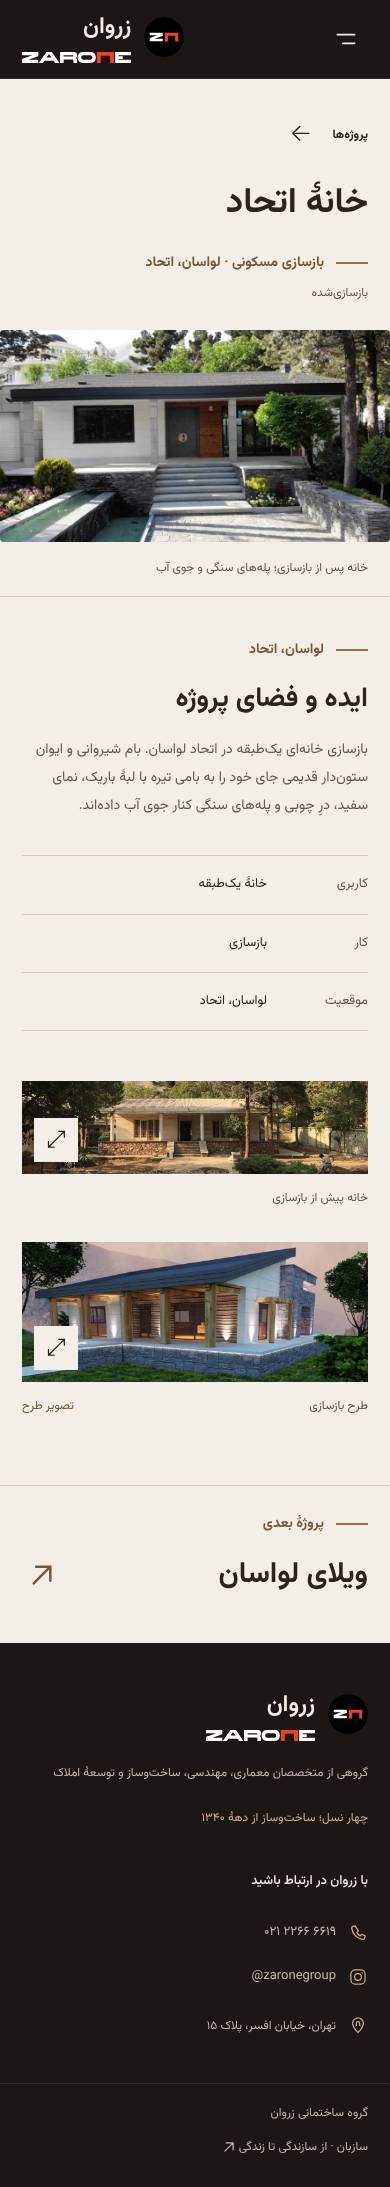 زروان
ZARONE
zn
پروژه‌ها
خانهٔ اتحاد
بازسازی مسکونی · لواسان، اتحاد
بازسازی‌شده
خانه پس از بازسازی؛ پله‌های سنگی و جوی آب
لواسان، اتحاد
ایده و فضای پروژه
بازسازی خانه‌ای یک‌طبقه در اتحاد لواسان. بام شیروانی و ایوان
ستون‌دار قدیمی جای خود را به بامی تیره با لبهٔ باریک، نمای
سفید، درِ چوبی و پله‌های سنگی کنار جوی آب داده‌اند.
کاربری خانهٔ یک‌طبقه
کار بازسازی
موقعیت لواسان، اتحاد
خانه پیش از بازسازی
طرح بازسازی تصویر طرح
پروژهٔ بعدی
ویلای لواسان
zn
زروان
ZARONE
گروهی از متخصصان معماری، مهندسی، ساخت‌وساز و توسعهٔ املاک
چهار نسل؛ ساخت‌وساز از دههٔ ۱۳۴۰
با زروان در ارتباط باشید
۰۲۱ ۲۲۶۶ ۶۶۱۹
@zaronegroup
تهران، خیابان افسر، پلاک ۱۵
گروه ساختمانی زروان
سازبان · از سازندگی تا زندگی